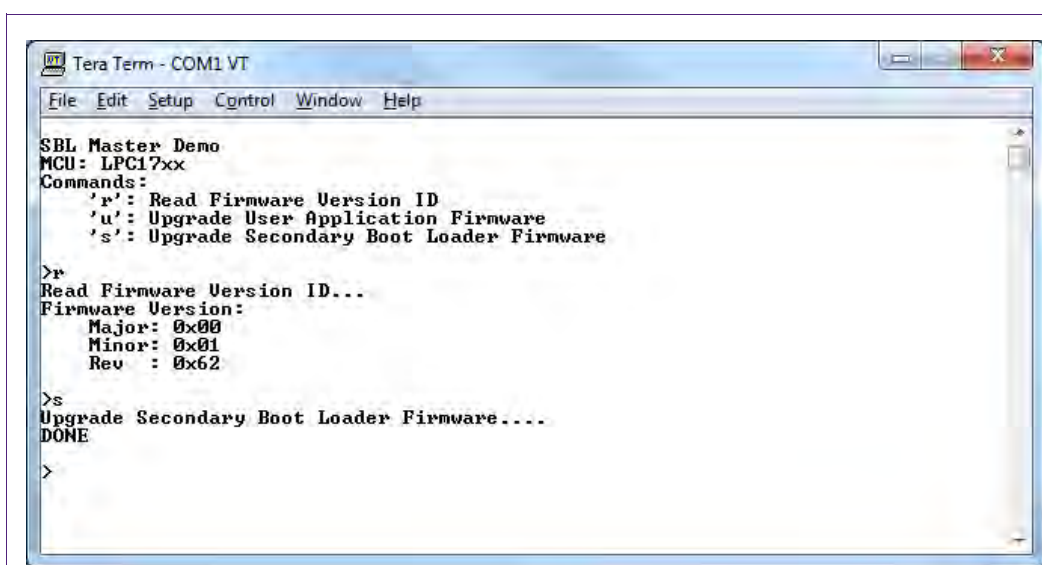 Tera Term - COM1 VT
File Edit Setup Control Window Help
SBL Master Demo
MCU: LPC17xx
Commands:
'r': Read Firmware Version ID
'u': Upgrade User Application Firmware
's': Upgrade Secondary Boot Loader Firmware
>r
Read Firmware Version ID...
Firmware Version:
Major: 0x00
Minor: 0x01
Rev : 0x62
>s
Upgrade Secondary Boot Loader Firmware....
DONE
>